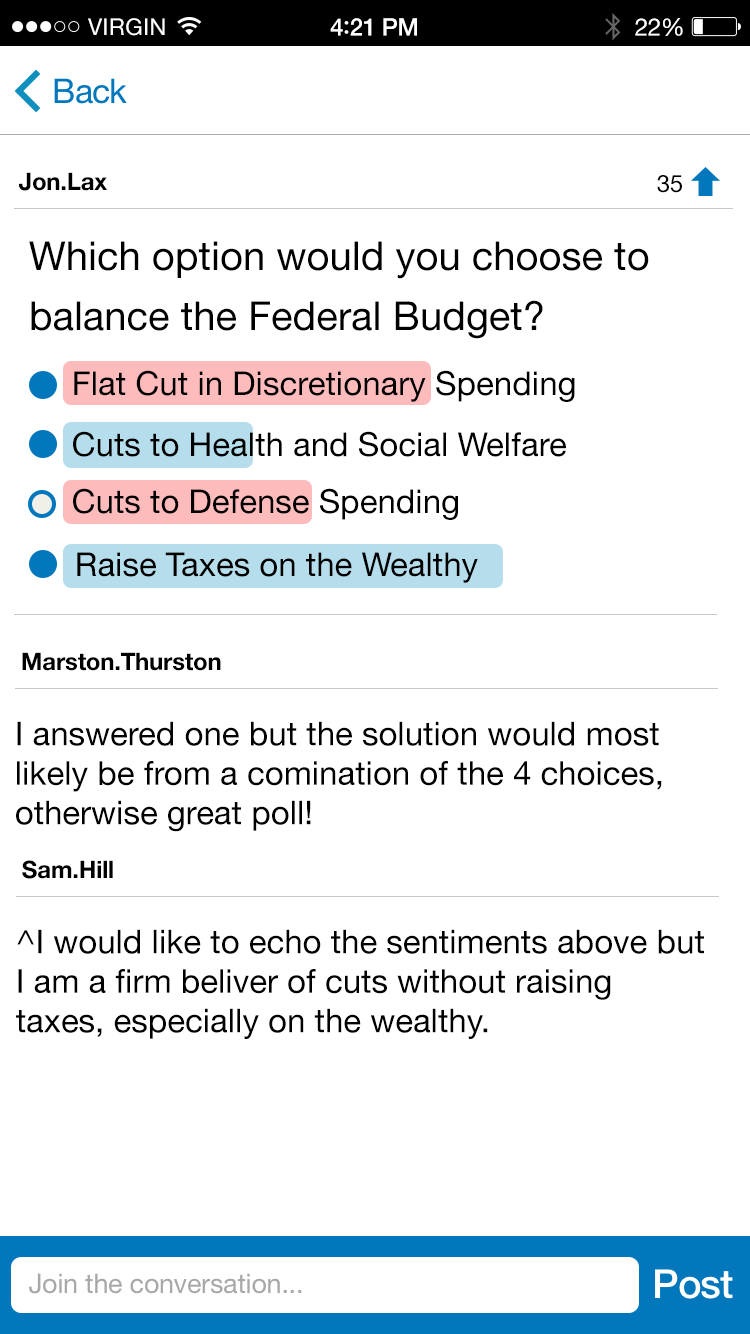 VIRGIN 4:21 PM 22%
Back
Jon.Lax 35
Which option would you choose to
balance the Federal Budget?
Flat Cut in Discretionary Spending
Cuts to Health and Social Welfare
Cuts to Defense Spending
Raise Taxes on the Wealthy
Marston.Thurston
I answered one but the solution would most
likely be from a comination of the 4 choices,
otherwise great poll!
Sam.Hill
^I would like to echo the sentiments above but
I am a firm beliver of cuts without raising
taxes, especially on the wealthy.
Join the conversation... Post